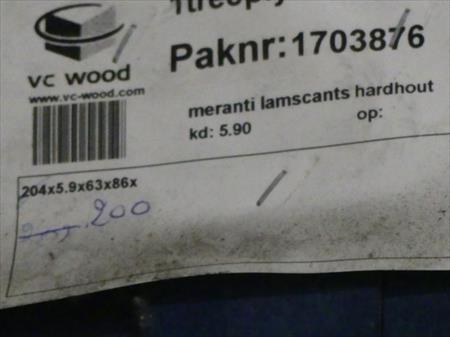 Paknr:1703876
vc wood
www.vc-wood.com
meranti lamscants hardhout
kd: 5.90 op:
204x5.9x63x86x
200